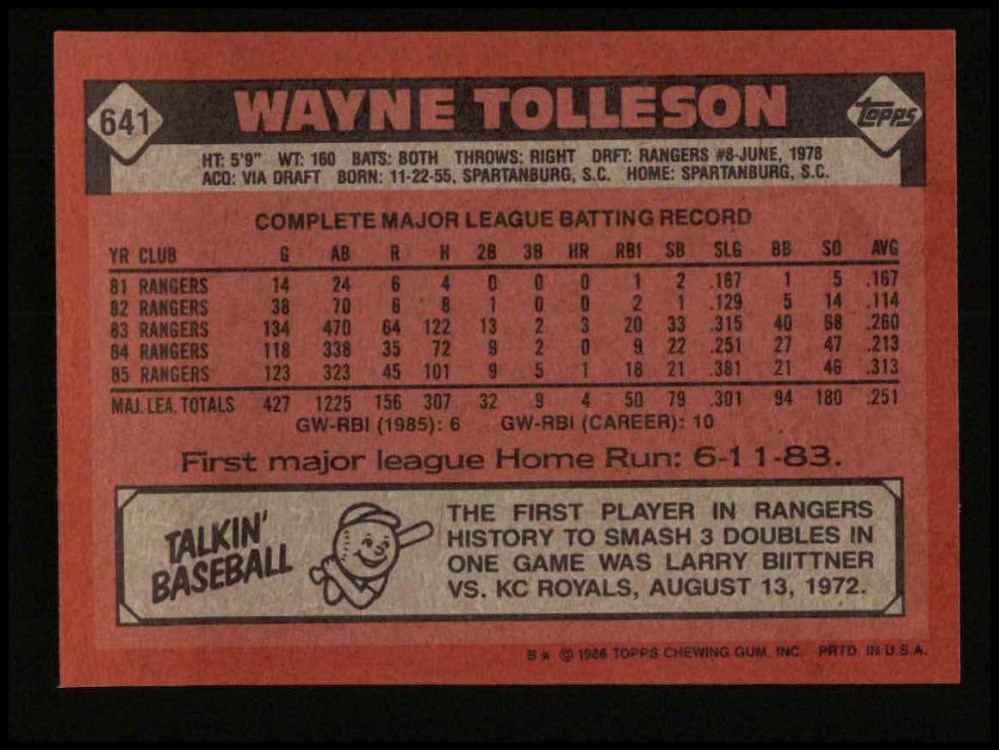 641
WAYNE TOLLESON
Topps
HT: 5'9" WT: 160 BATS: BOTH THROWS: RIGHT DRFT: RANGERS #8-JUNE, 1978
ACQ: VIA DRAFT BORN: 11-22-55, SPARTANBURG, S.C. HOME: SPARTANBURG, S.C.
COMPLETE MAJOR LEAGUE BATTING RECORD
YR CLUB G AB R H 2B 3B HR RBI SB SLG BB SO AVG
81 RANGERS 14 24 6 4 0 0 0 1 2 .167 1 5 .167
82 RANGERS 38 70 6 8 1 0 0 2 1 .129 5 14 .114
83 RANGERS 134 470 64 122 13 2 3 20 33 .315 40 68 .260
84 RANGERS 118 338 35 72 9 2 0 9 22 .251 27 47 .213
85 RANGERS 123 323 45 101 9 5 1 18 21 .381 21 46 .313
MAJ. LEA. TOTALS 427 1225 156 307 32 9 4 50 79 .301 94 180 .251
GW-RBI (1985): 6 GW-RBI (CAREER): 10
First major league Home Run: 6-11-83.
TALKIN'
BASEBALL
THE FIRST PLAYER IN RANGERS
HISTORY TO SMASH 3 DOUBLES IN
ONE GAME WAS LARRY BIITTNER
VS. KC ROYALS, AUGUST 13, 1972.
B* © 1986 TOPPS CHEWING GUM, INC. PRTD. IN U.S.A.